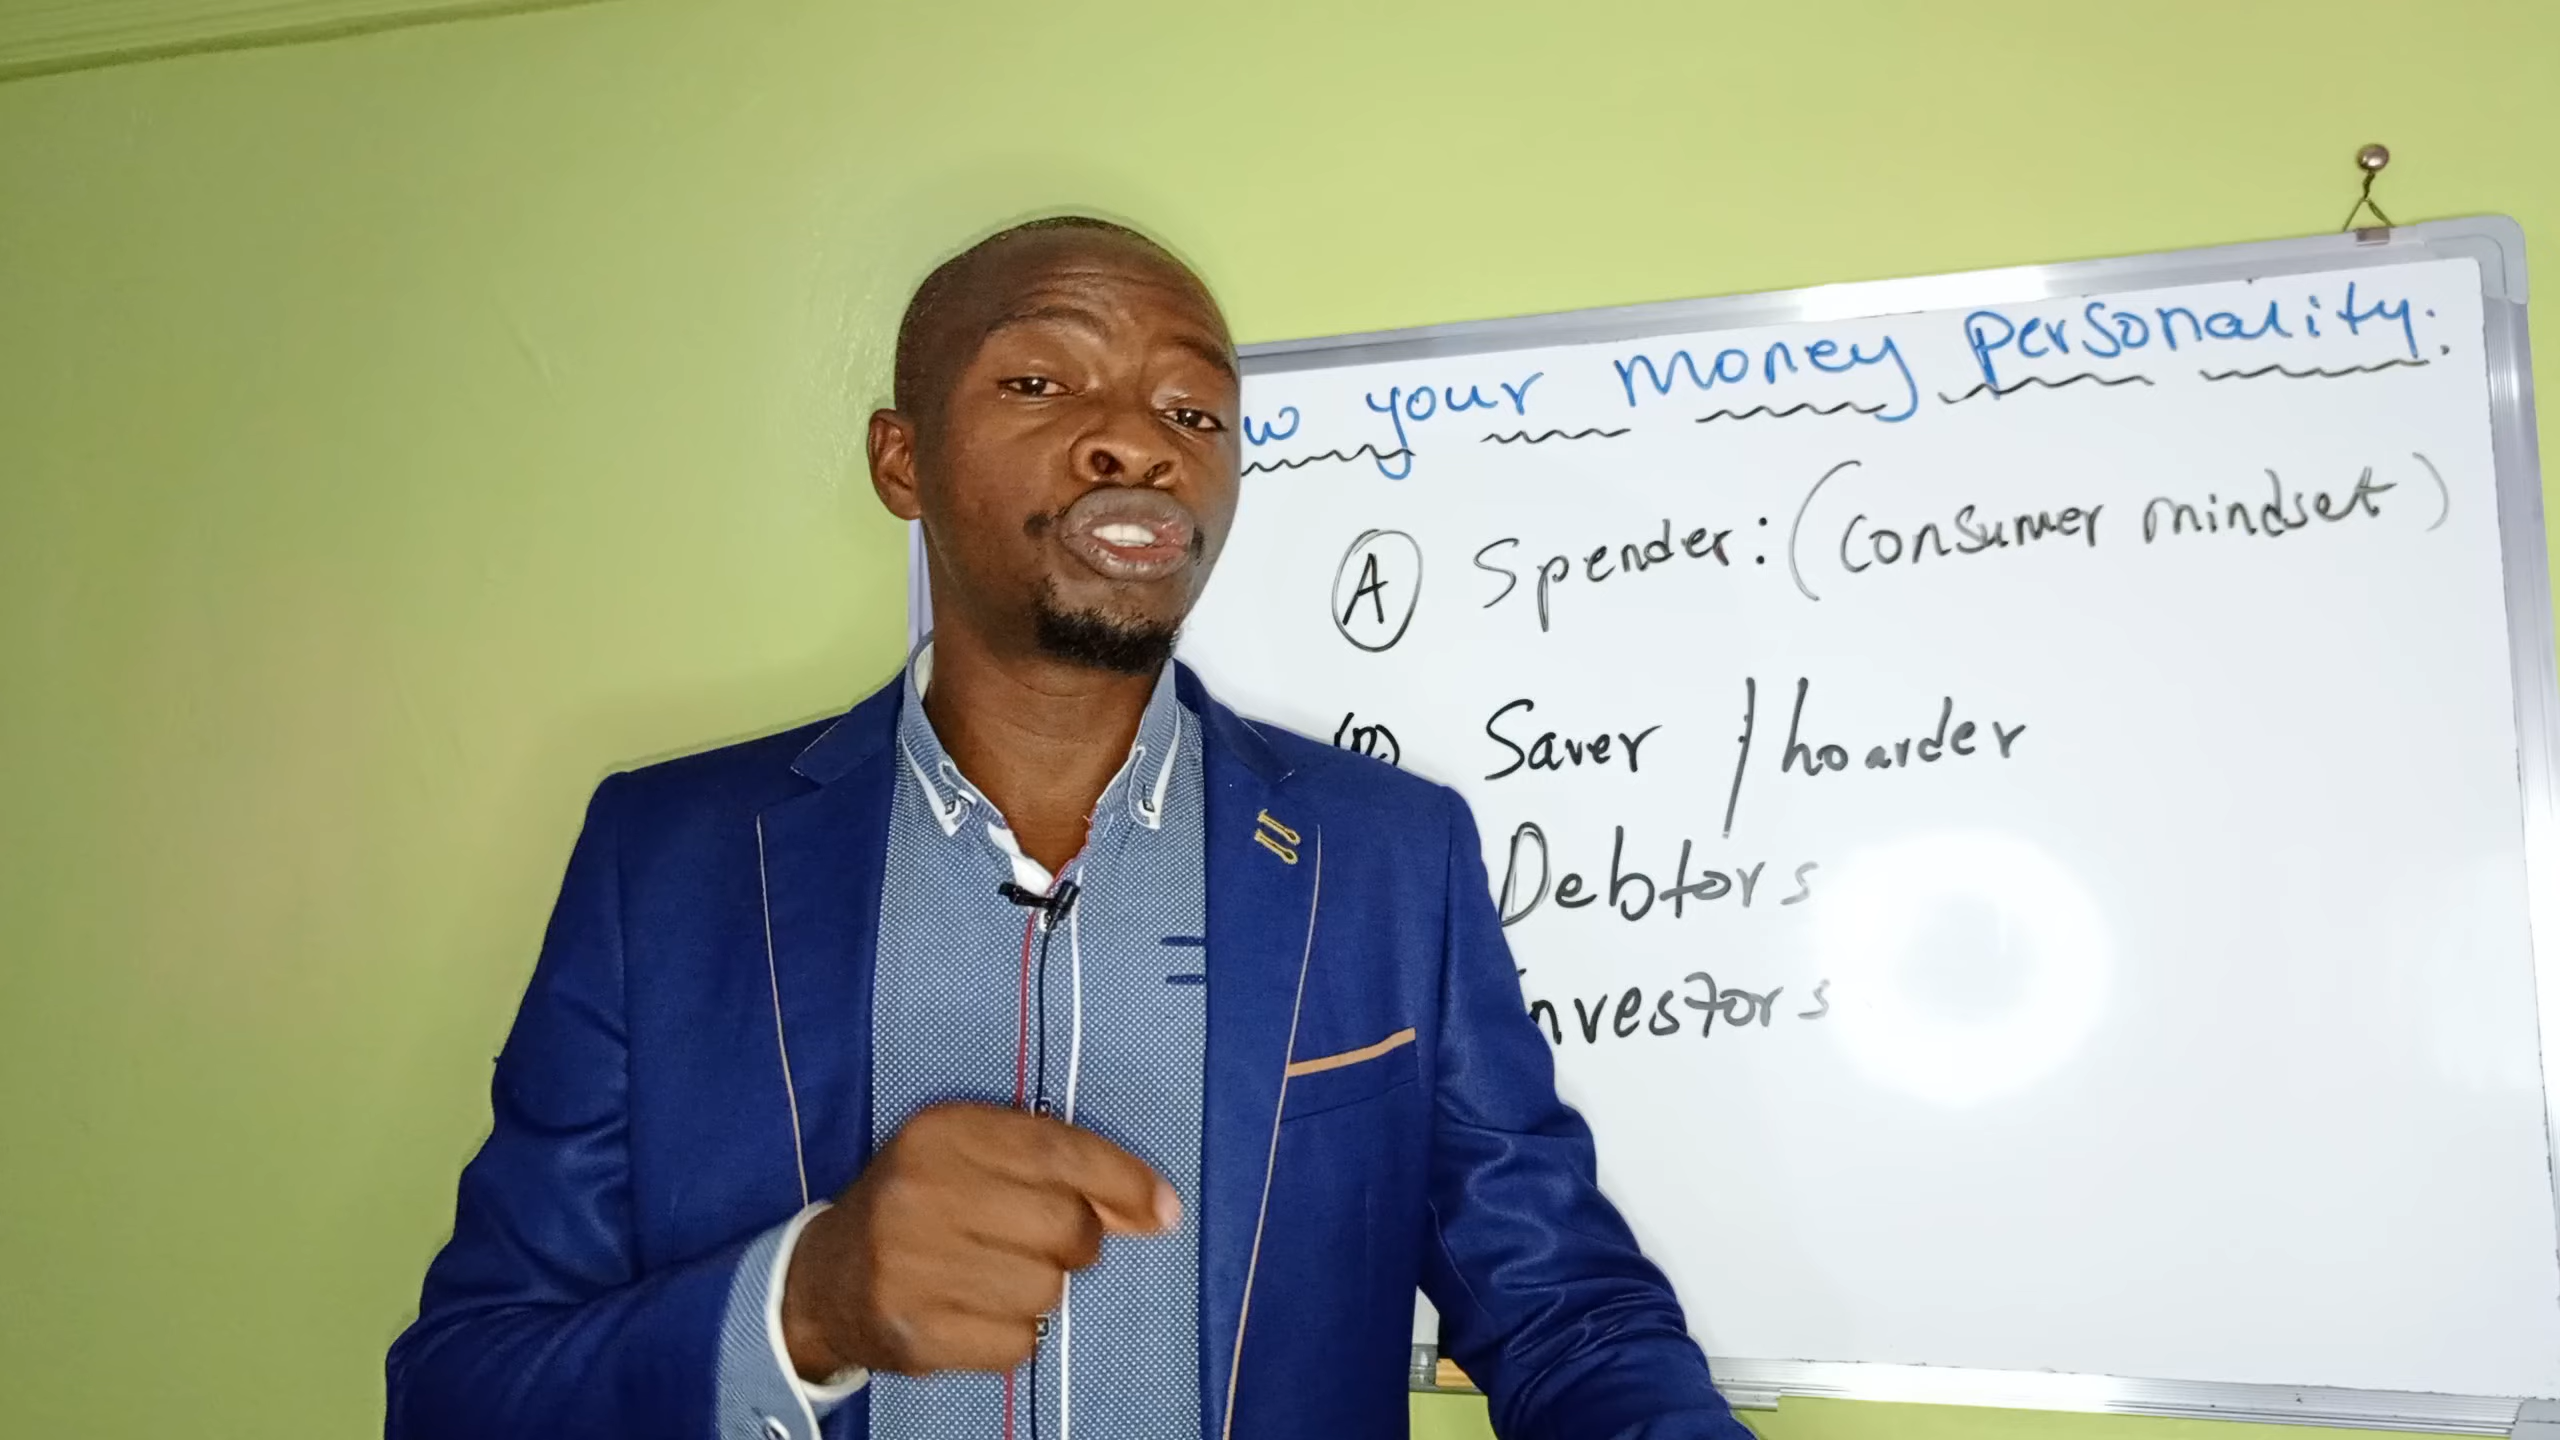 w your money personality.
(A) Spender: (Consumer mindset)
(B) Saver / hoarder
Debtors
nvestors